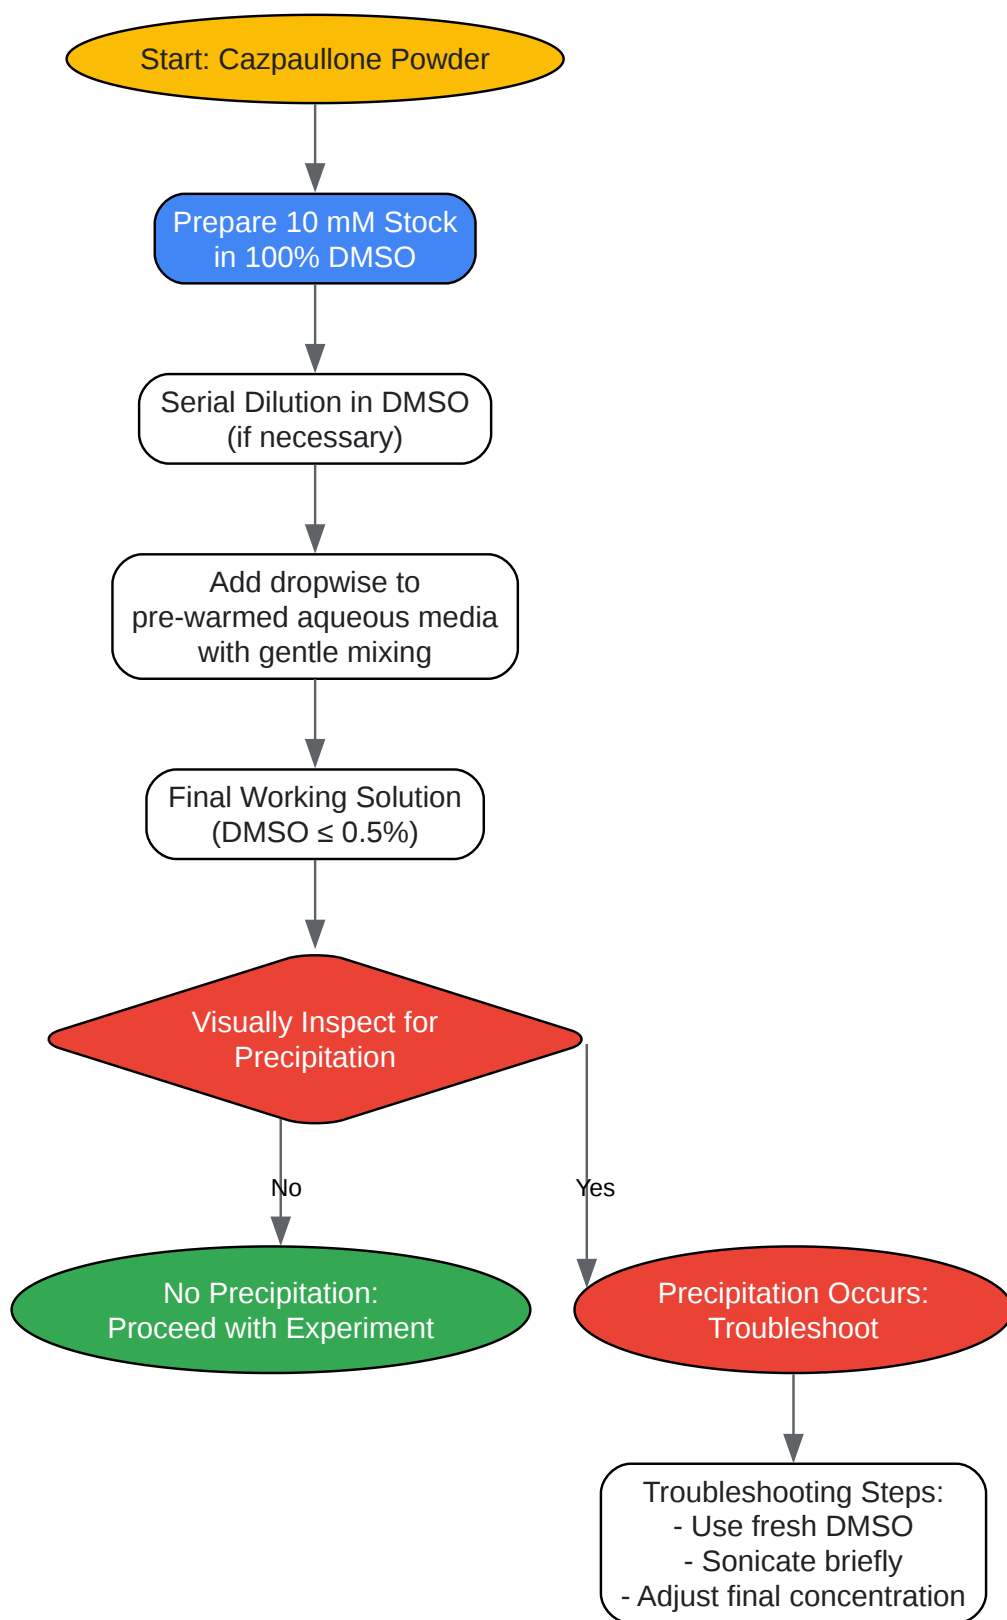 Start: Cazpaullone Powder
Prepare 10 mM Stock
in 100% DMSO
Serial Dilution in DMSO
(if necessary)
Add dropwise to
pre-warmed aqueous media
with gentle mixing
Final Working Solution
(DMSO ≤ 0.5%)
Visually Inspect for
Precipitation
No
Yes
No Precipitation:
Proceed with Experiment
Precipitation Occurs:
Troubleshoot
Troubleshooting Steps:
- Use fresh DMSO
- Sonicate briefly
- Adjust final concentration